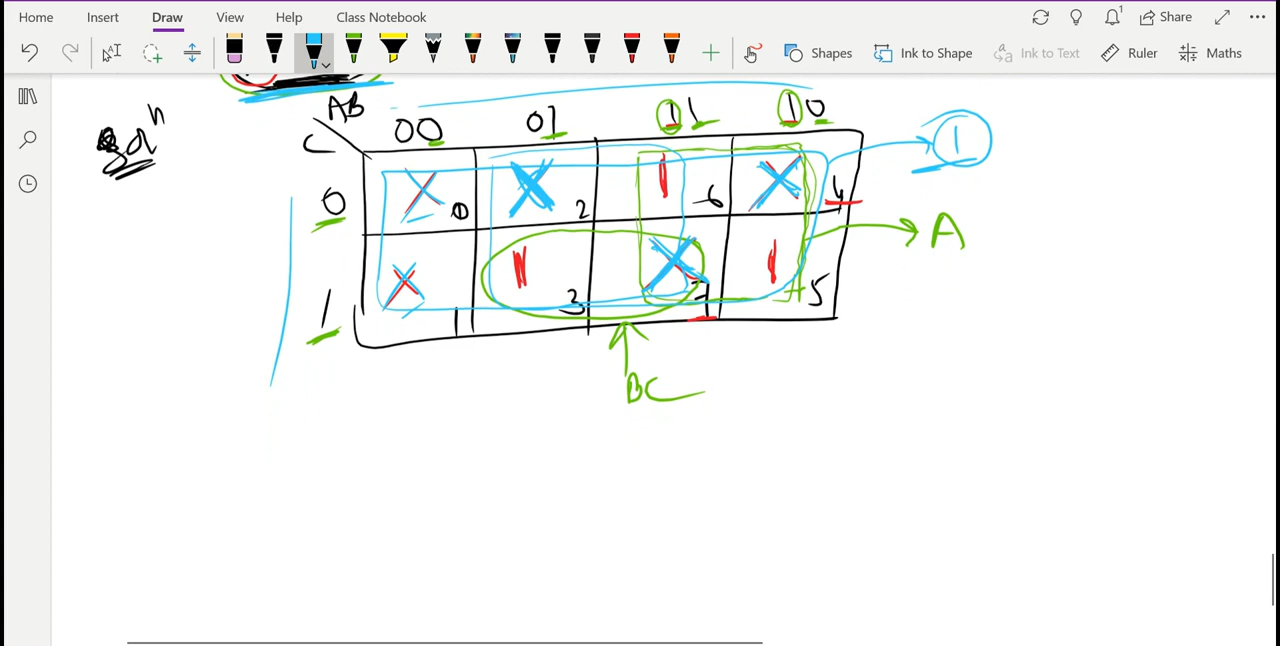 Home Insert Draw View Help Class Notebook Share
Ink to Shape Ink to Text Shapes Ruler Maths
AB
C 00 01 11 10
0 X 0 X 2 1 6 X 4
1 X 1 1 3 X 7 1 5
1
A
BC